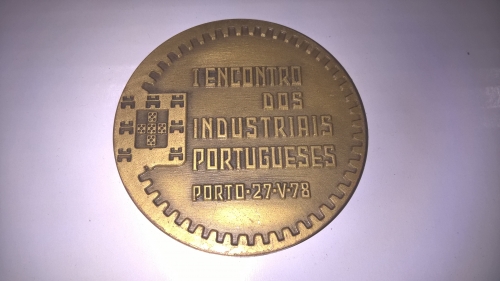 I ENCONTRO
DOS
INDUSTRIAIS
PORTUGUESES
PORTO·27·V·78